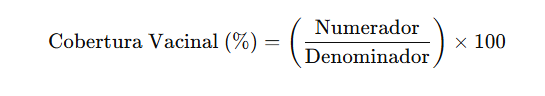 Cobertura Vacinal (%) = (Numerador / Denominador) × 100